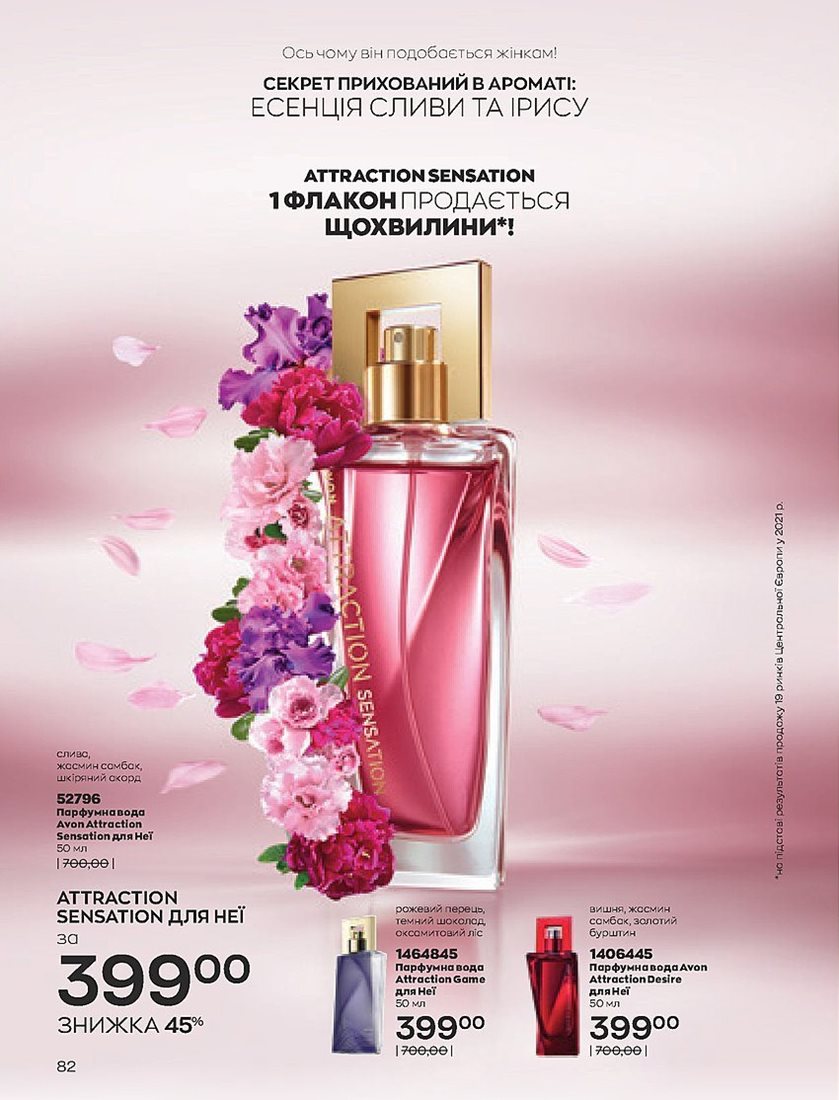 Ось чому він подобається жінкам!
СЕКРЕТ ПРИХОВАНИЙ В АРОМАТІ:
ЕСЕНЦІЯ СЛИВИ ТА ІРИСУ
ATTRACTION SENSATION
1 ФЛАКОН ПРОДАЄТЬСЯ
ЩОХВИЛИНИ*!
ATTRACTION SENSATION
*на підставі результатів продажу 19 ринків Центральної Європи у 2021 р.
слива,
жасмин самбак,
шкіряний акорд
52796
Парфумна вода
Avon Attraction
Sensation для Неї
50 мл
| 700,00 |
ATTRACTION
SENSATION ДЛЯ НЕЇ
за
399⁰⁰
ЗНИЖКА 45%
рожевий перець,
темний шоколад,
оксамитовий ліс
1464845
Парфумна вода
Attraction Game
для Неї
50 мл
399⁰⁰
| 700,00 |
вишня, жасмин
самбак, золотий
бурштин
1406445
Парфумна вода Avon
Attraction Desire
для Неї
50 мл
399⁰⁰
| 700,00 |
82